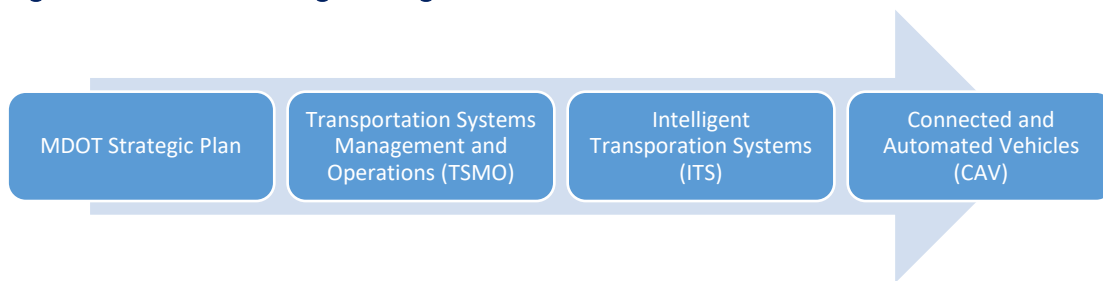 MDOT Strategic Plan
Transportation Systems
Management and
Operations (TSMO)
Intelligent
Transporation Systems
(ITS)
Connected and
Automated Vehicles
(CAV)